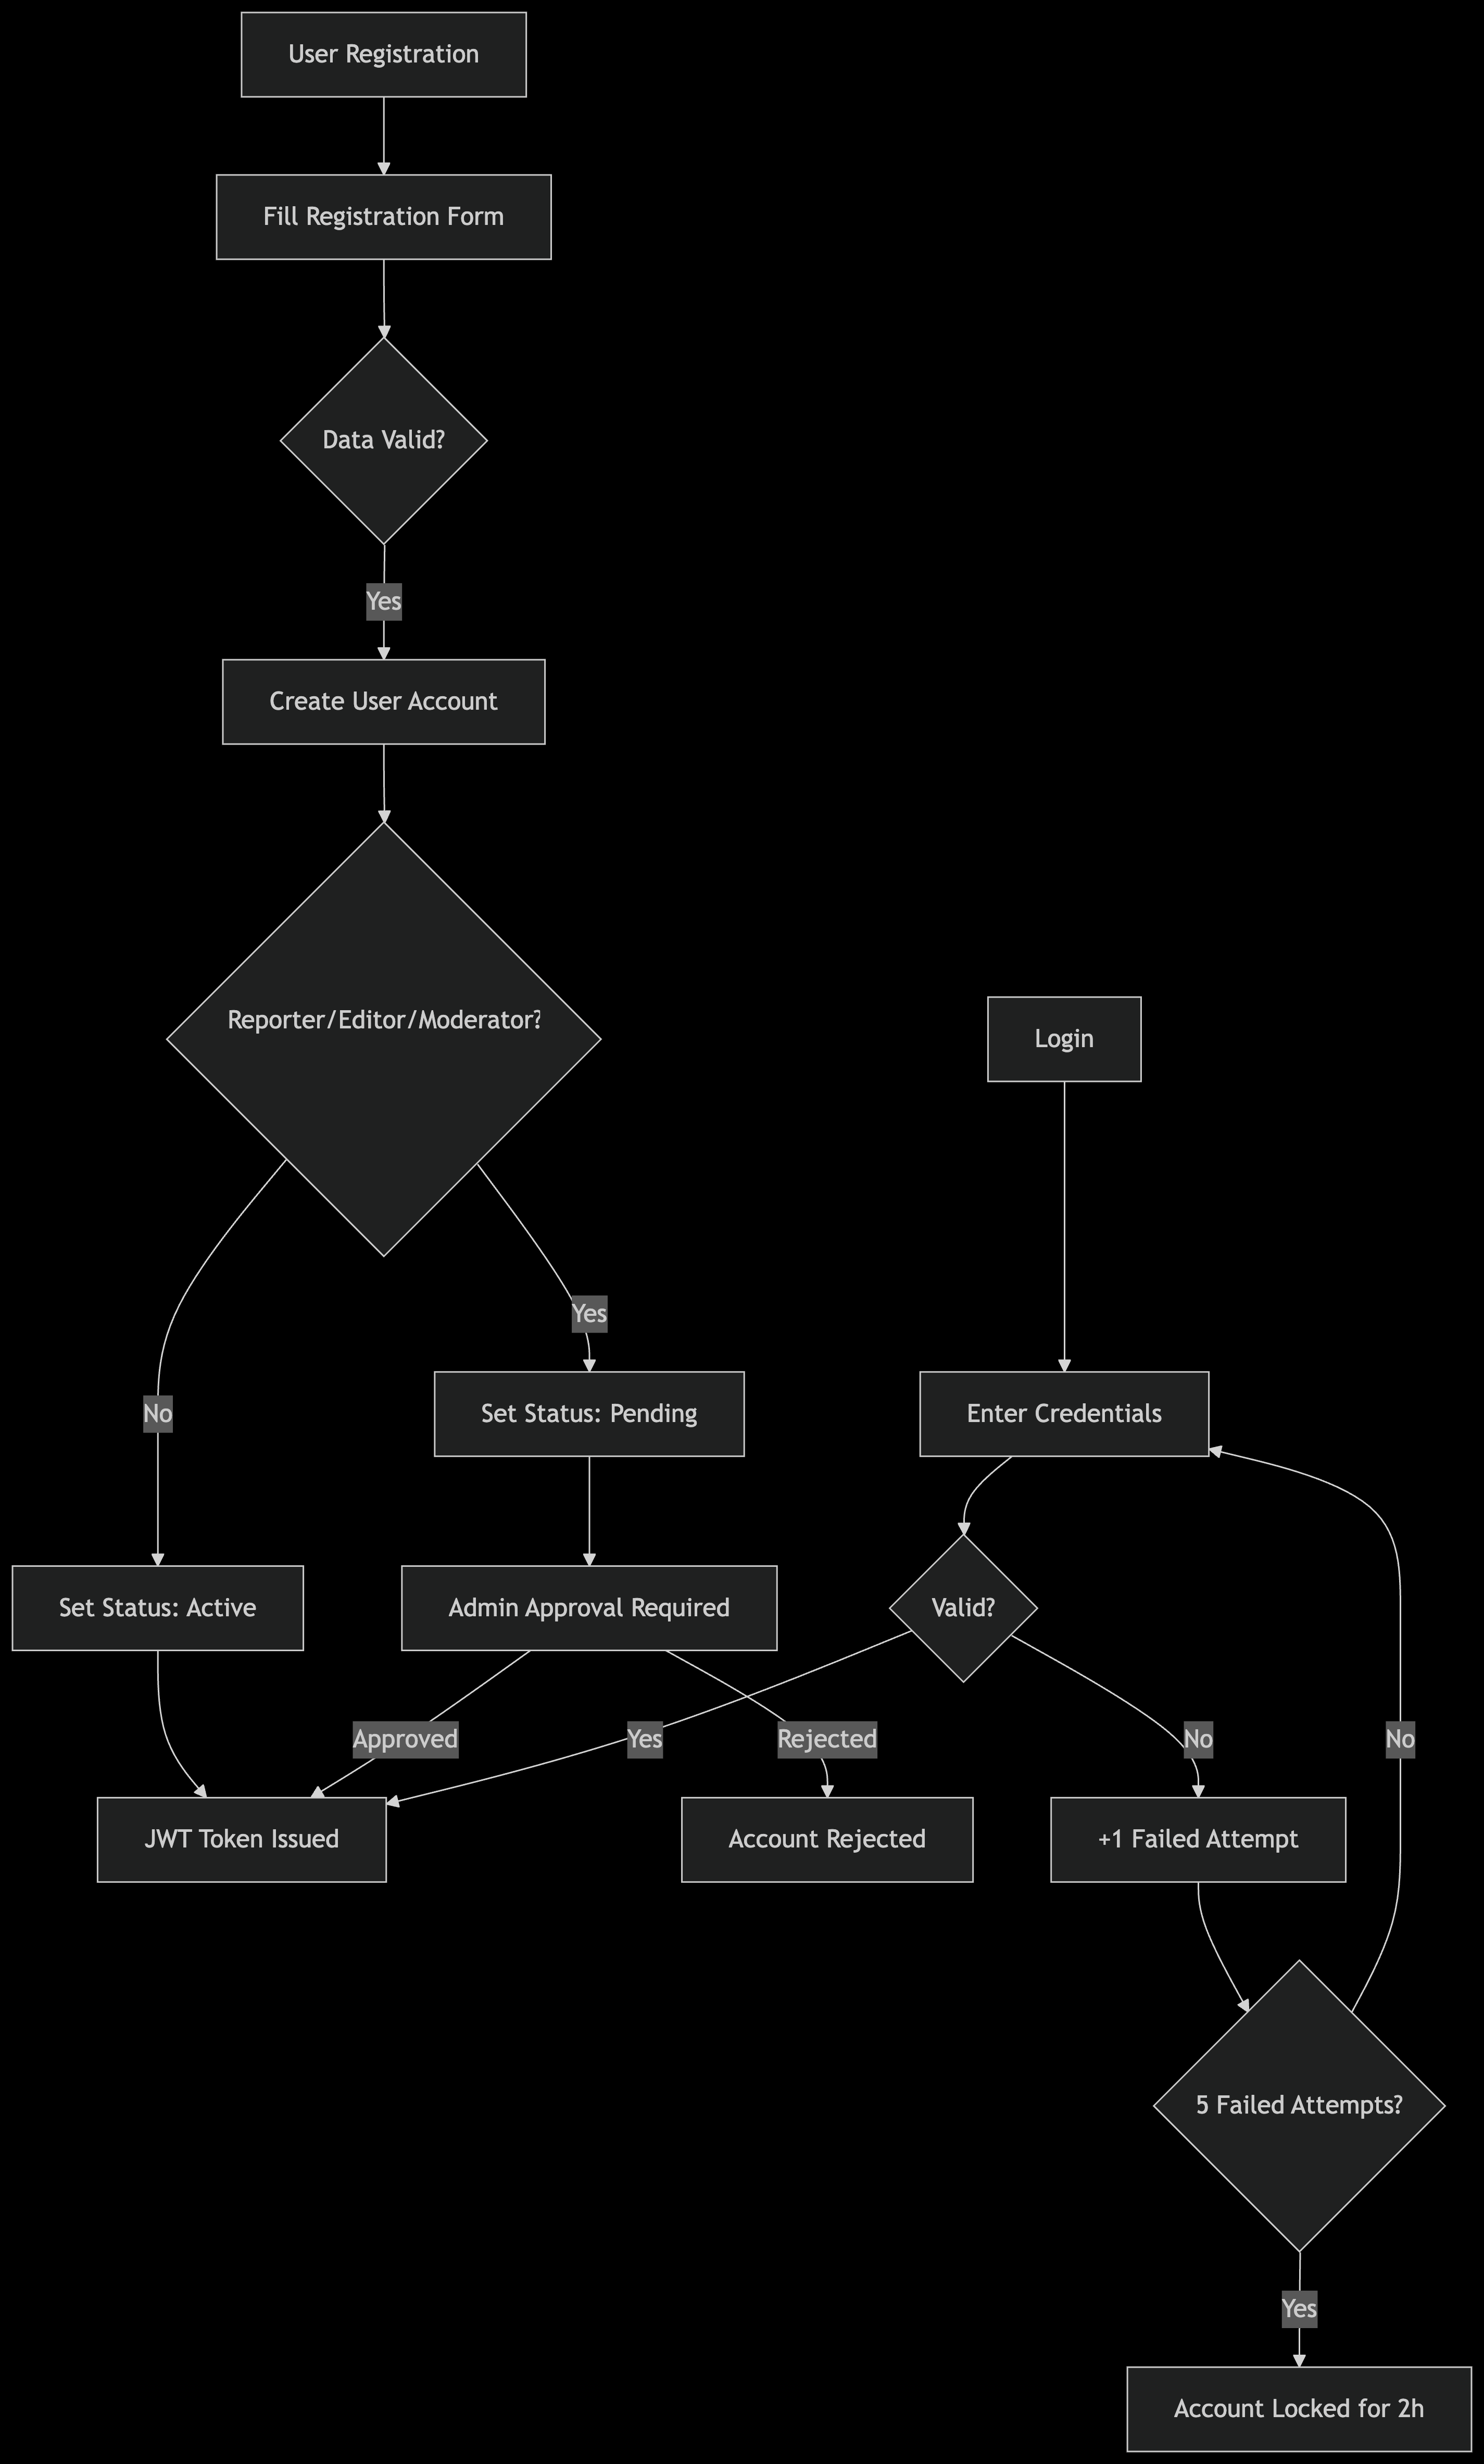 User Registration
Fill Registration Form
Data Valid?
Yes
Create User Account
Reporter/Editor/Moderator?
Login
Yes
No
Set Status: Pending
Enter Credentials
Set Status: Active
Admin Approval Required
Valid?
Approved
Yes
Rejected
No
No
JWT Token Issued
Account Rejected
+1 Failed Attempt
5 Failed Attempts?
Yes
Account Locked for 2h